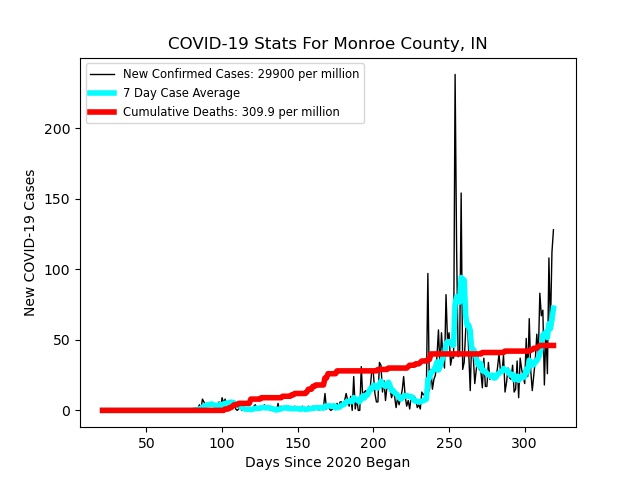 COVID-19 Stats For Monroe County, IN
New Confirmed Cases: 29900 per million
7 Day Case Average
Cumulative Deaths: 309.9 per million
New COVID-19 Cases
200
150
100
50
0
50 100 150 200 250 300
Days Since 2020 Began